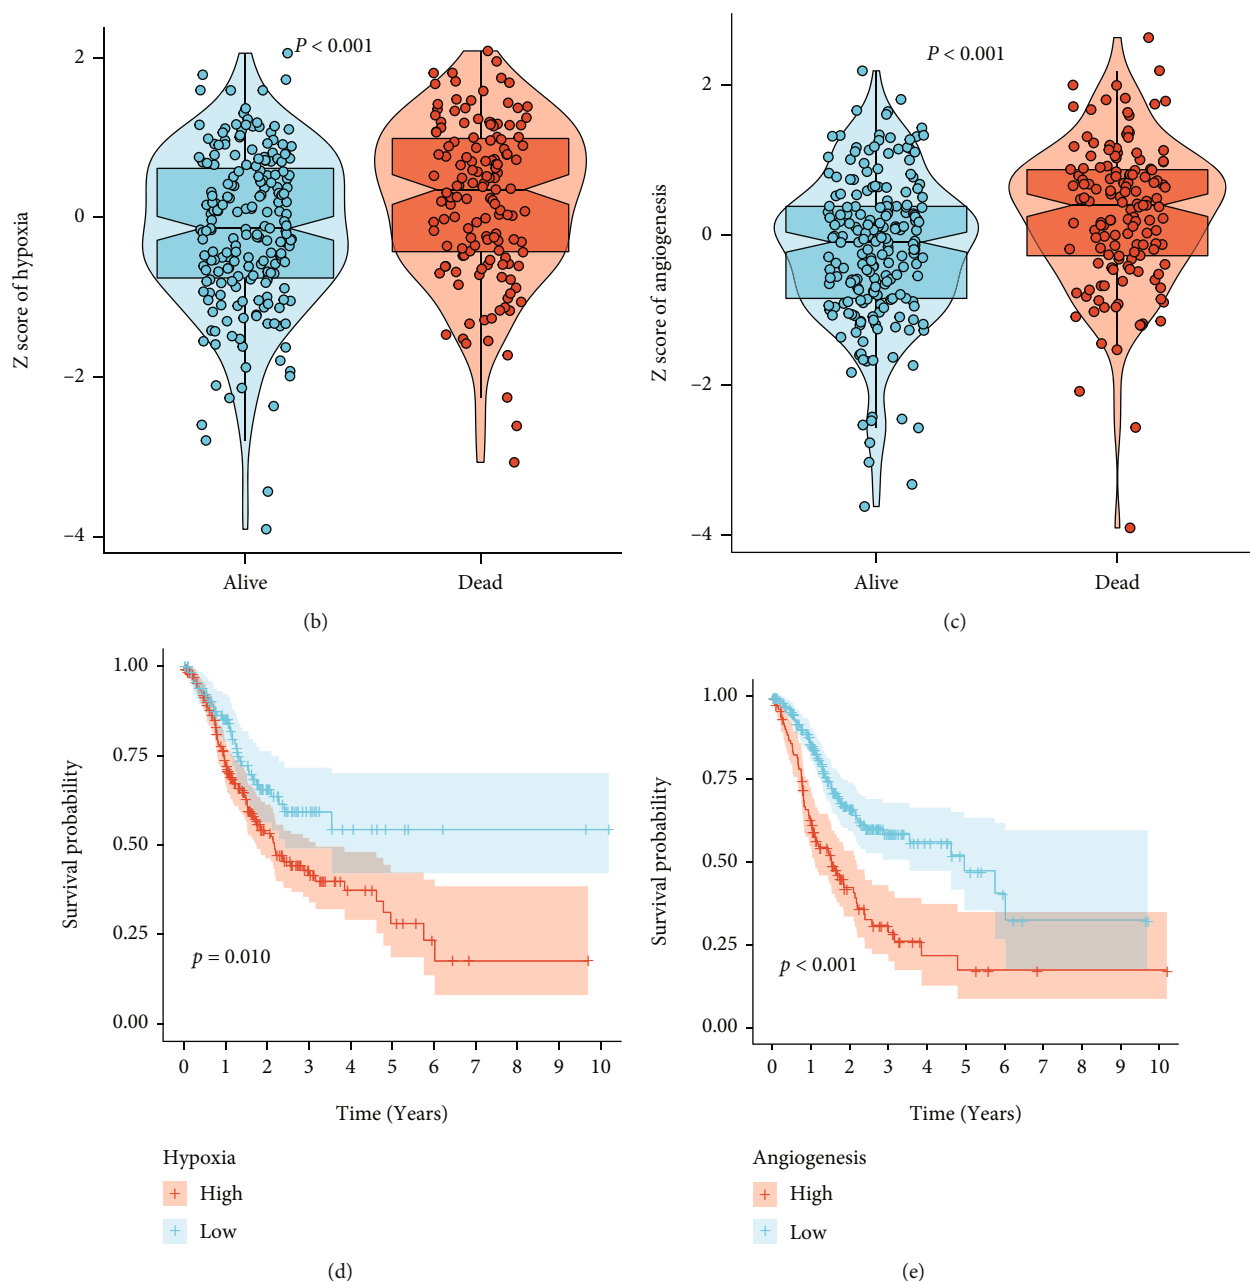 Z score of hypoxia
2
0
−2
−4
P < 0.001
Alive
Dead
(b)
Z score of angiogenesis
2
0
−2
−4
P < 0.001
Alive
Dead
(c)
Survival probability
1.00
0.75
0.50
0.25
0.00
p = 0.010
0 1 2 3 4 5 6 7 8 9 10
Time (Years)
Hypoxia
High
Low
(d)
Survival probability
1.00
0.75
0.50
0.25
0.00
p < 0.001
0 1 2 3 4 5 6 7 8 9 10
Time (Years)
Angiogenesis
High
Low
(e)